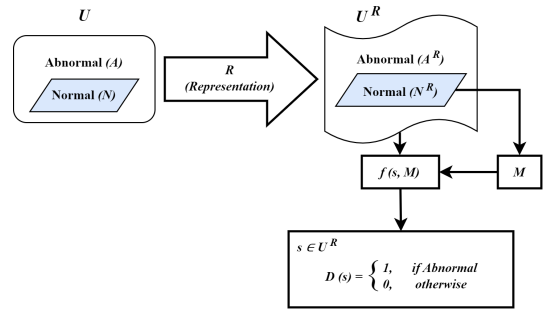 U
U^R
Abnormal (A)
Normal (N)
R
(Representation)
Abnormal (A^R)
Normal (N^R)
f (s, M)
M
s ∈ U^R
D (s) = { 1, if Abnormal
0, otherwise